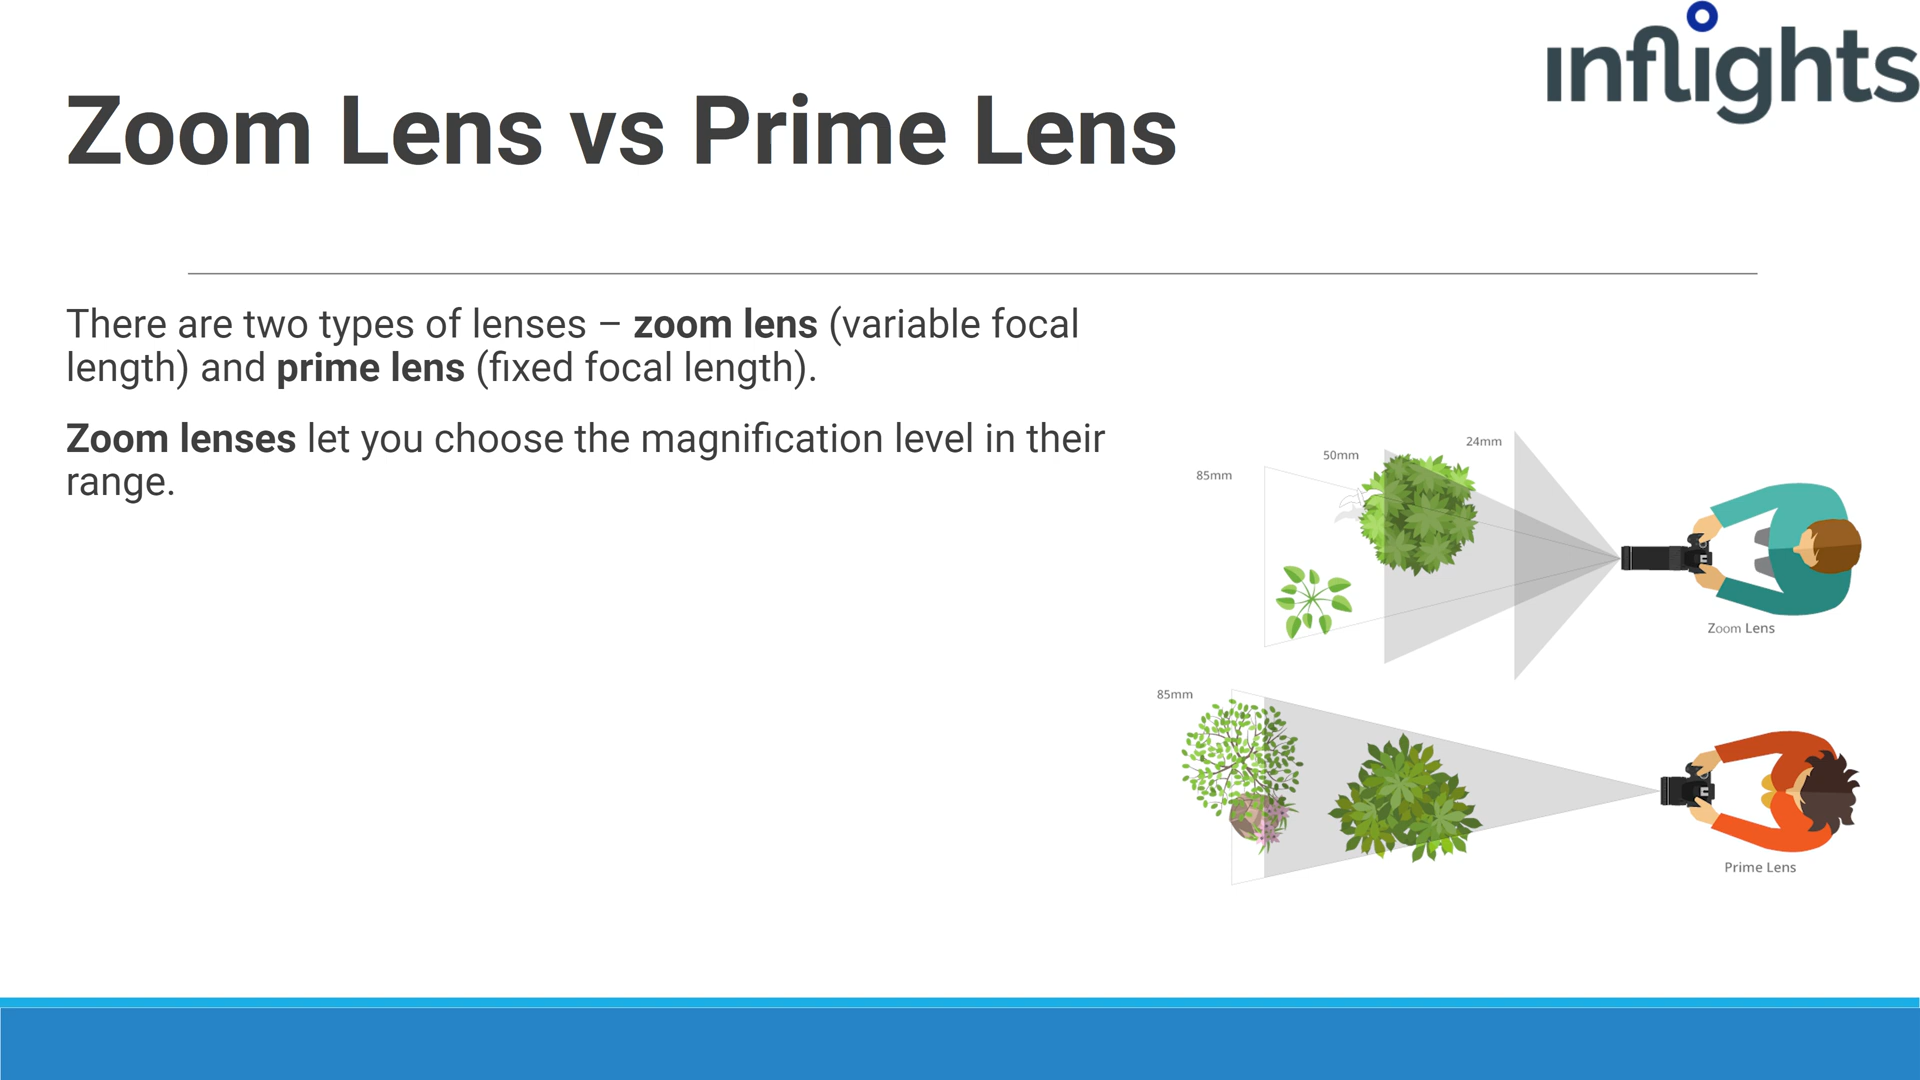 inflights
Zoom Lens vs Prime Lens
There are two types of lenses – zoom lens (variable focal
length) and prime lens (fixed focal length).
Zoom lenses let you choose the magnification level in their
range.
24mm
50mm
85mm
Zoom Lens
85mm
Prime Lens